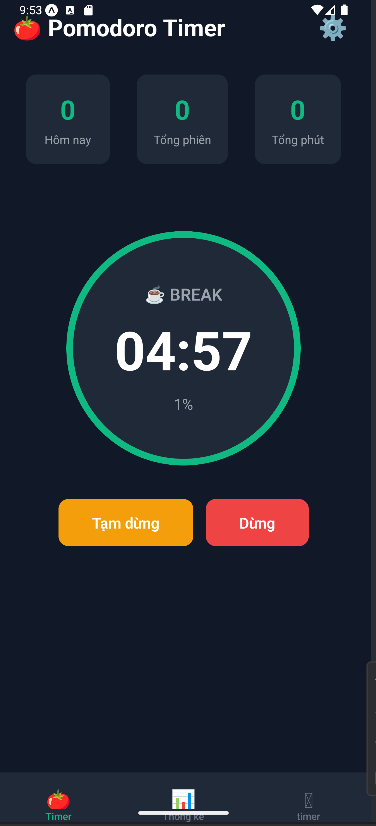 9:53
🍅 Pomodoro Timer ⚙️
0 0 0
Hôm nay Tổng phiên Tổng phút
☕ BREAK
04:57
1%
Tạm dừng Dừng
Timer Thống kê timer